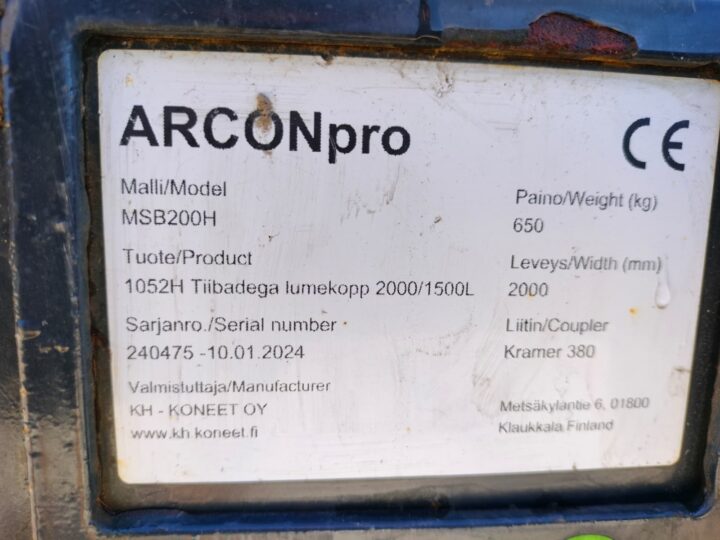 ARCONpro
CE
Malli/Model
MSB200H
Paino/Weight (kg)
650
Tuote/Product
1052H Tiibadega lumekopp 2000/1500L
Leveys/Width (mm)
2000
Sarjanro./Serial number
240475 -10.01.2024
Liitin/Coupler
Kramer 380
Valmistuttaja/Manufacturer
KH - KONEET OY
www.kh.koneet.fi
Metsäkyläntie 6, 01800
Klaukkala Finland